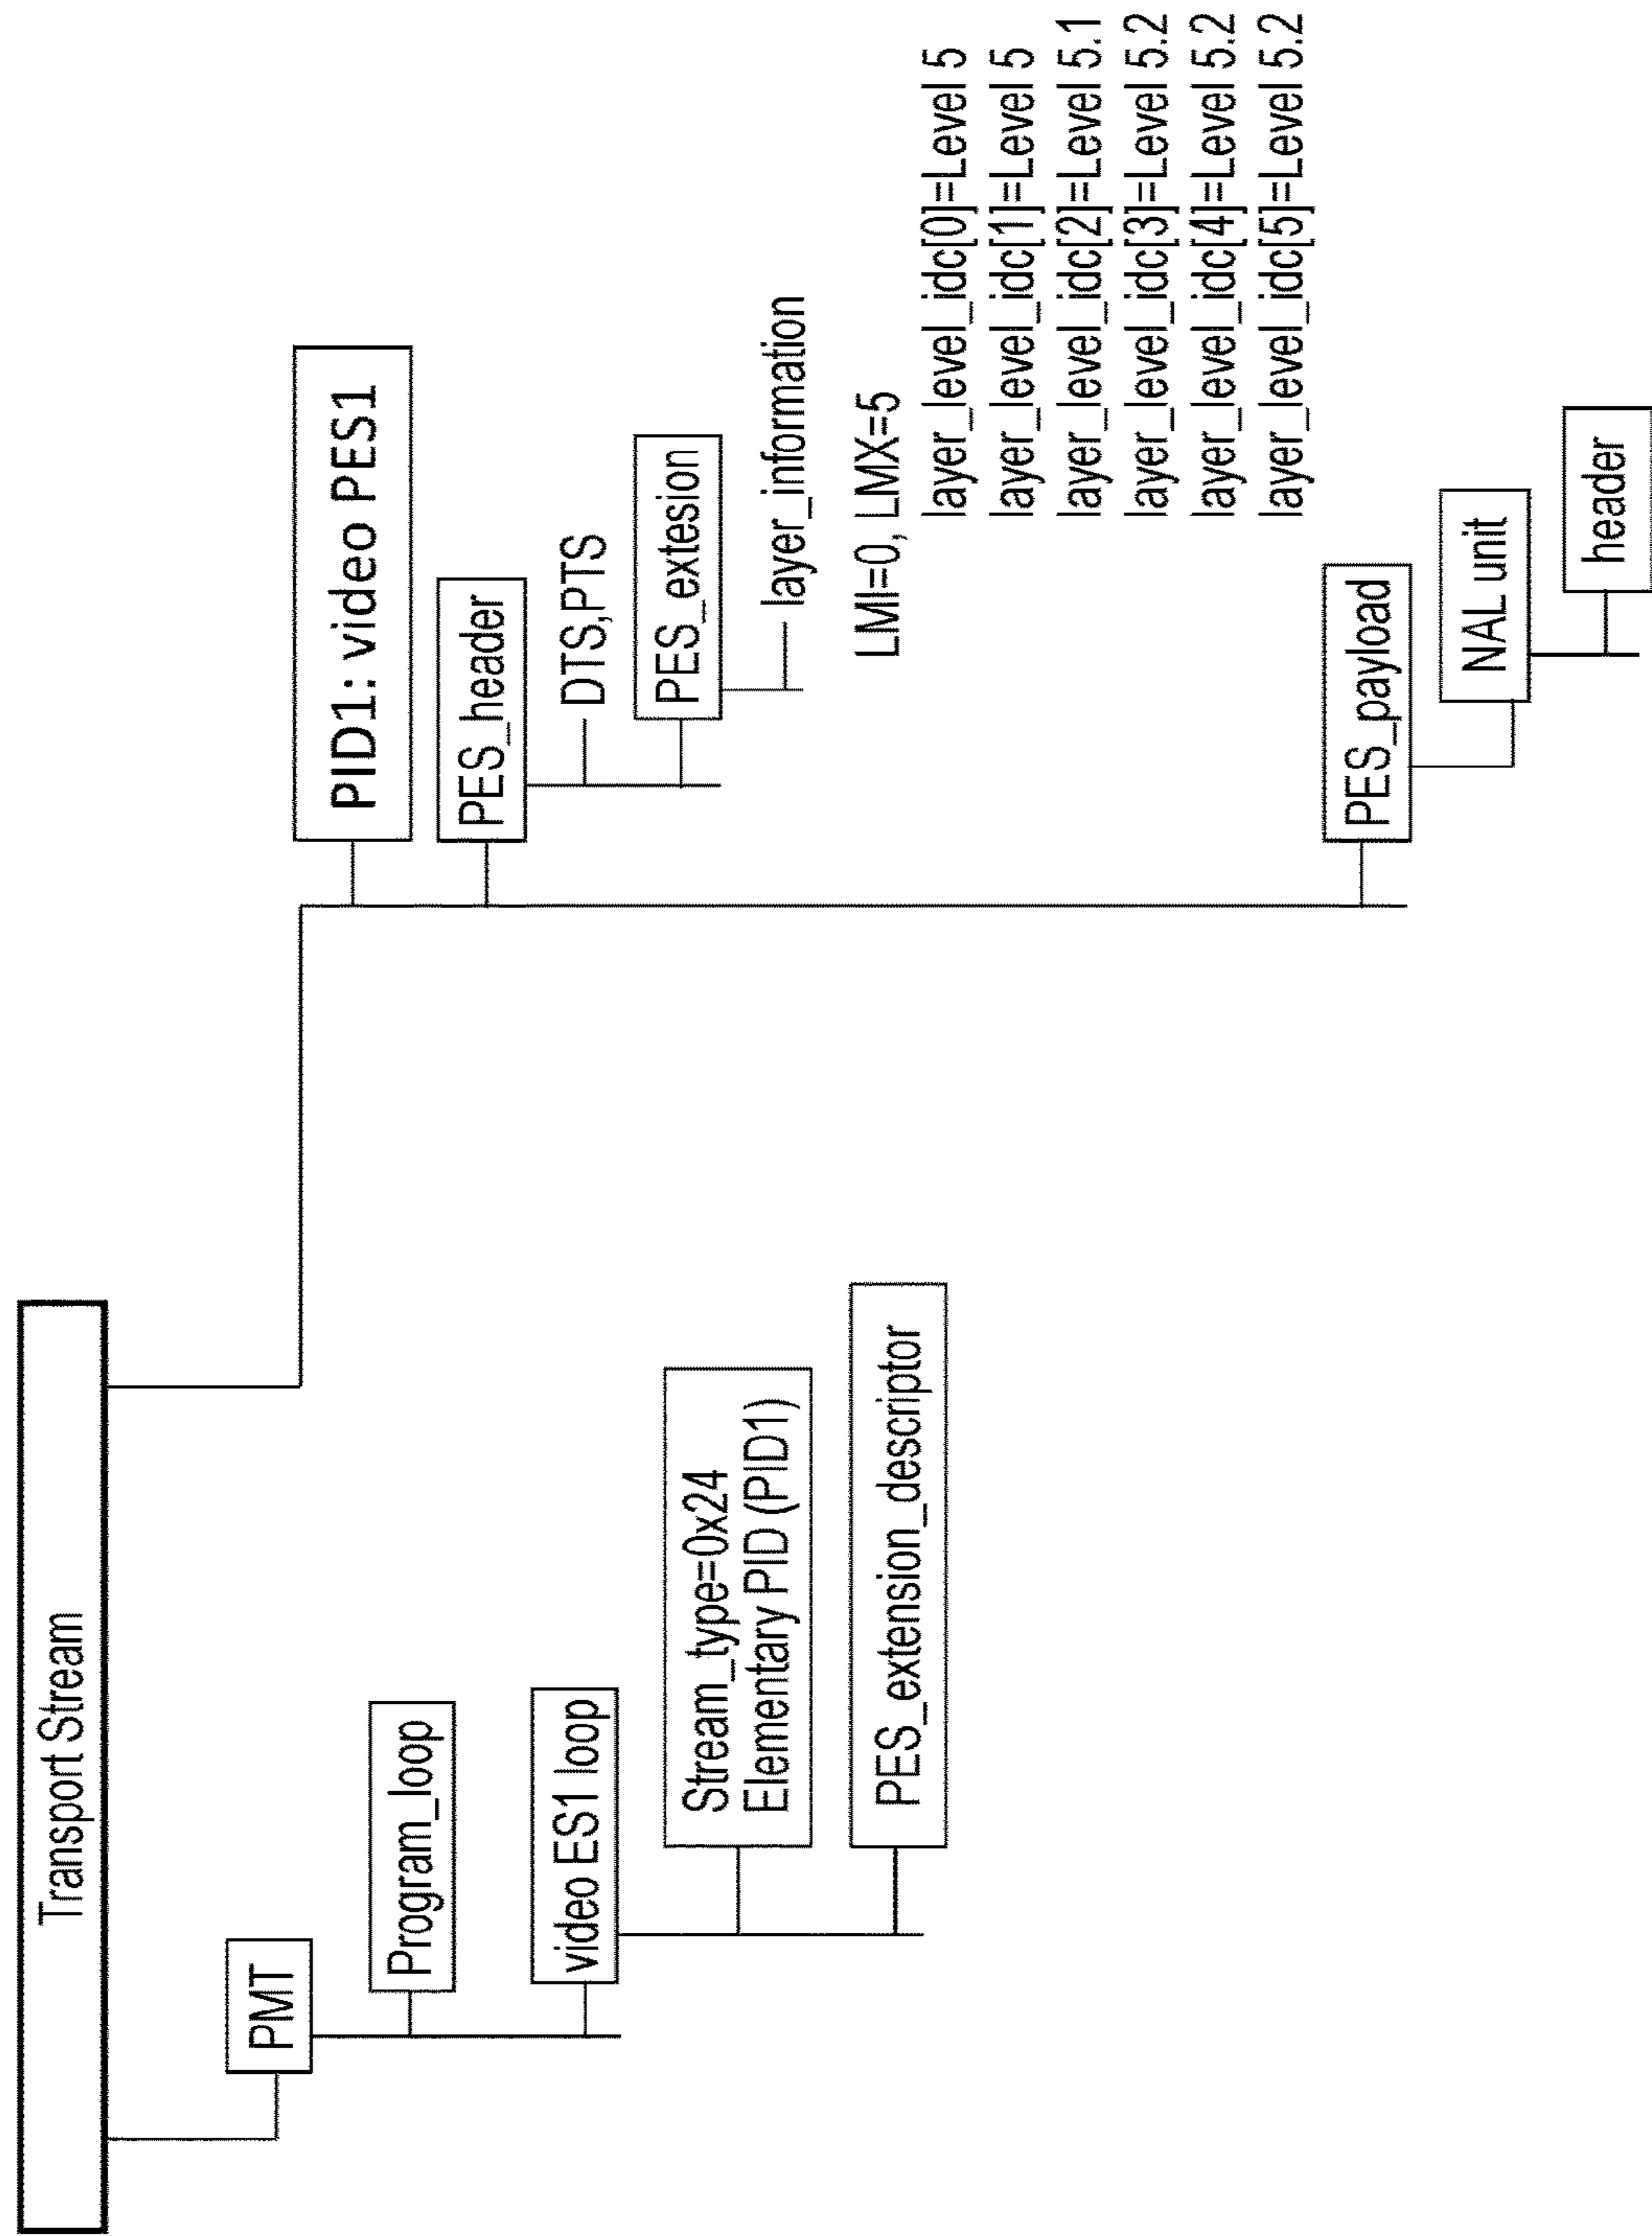 Transport Stream
PMT
Program_loop
video ES1 loop
Stream_type=0x24
Elementary PID (PID1)
PES_extension_descriptor
PID1: video PES1
PES_header
DTS,PTS
PES_extesion
layer_information
LMI=0, LMX=5
layer_level_idc[0]=Level 5
layer_level_idc[1]=Level 5
layer_level_idc[2]=Level 5.1
layer_level_idc[3]=Level 5.2
layer_level_idc[4]=Level 5.2
layer_level_idc[5]=Level 5.2
PES_payload
NAL unit
header